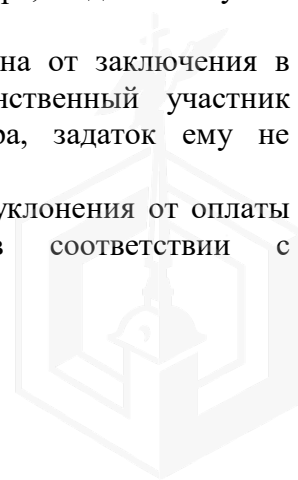 на от заключения в
нственный участник
ра, задаток ему не
уклонения от оплаты
в соответствии с